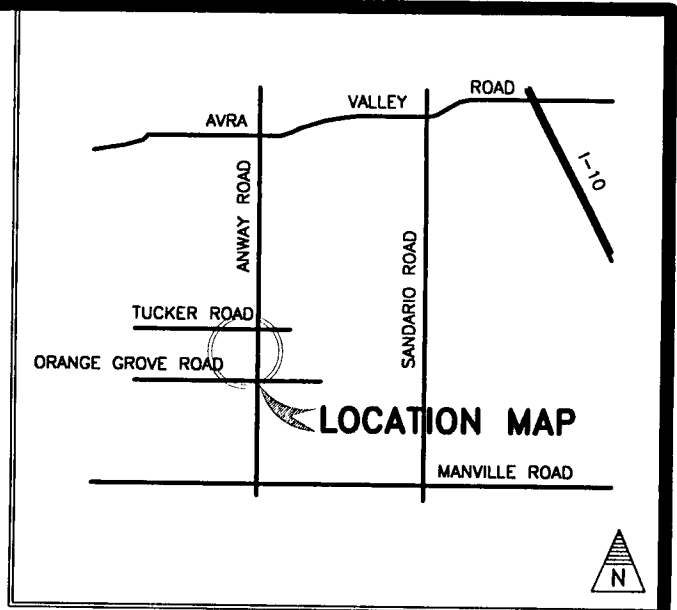 ROAD
VALLEY
AVRA
I-10
ANWAY ROAD
SANDARIO ROAD
TUCKER ROAD
ORANGE GROVE ROAD
LOCATION MAP
MANVILLE ROAD
N